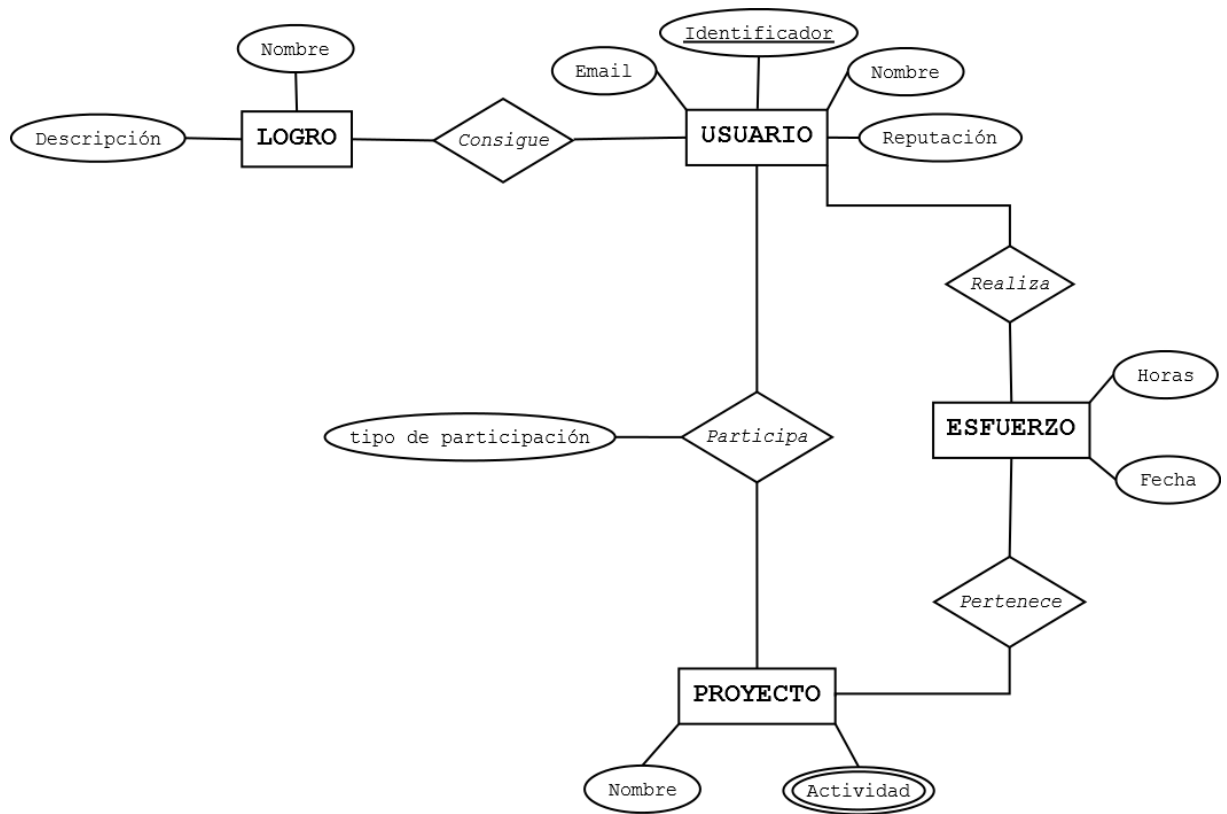 Identificador
Nombre
Email
Nombre
Descripción
LOGRO
Consigue
USUARIO
Reputación
Realiza
Horas
tipo de participación
Participa
ESFUERZO
Fecha
Pertenece
PROYECTO
Nombre
Actividad